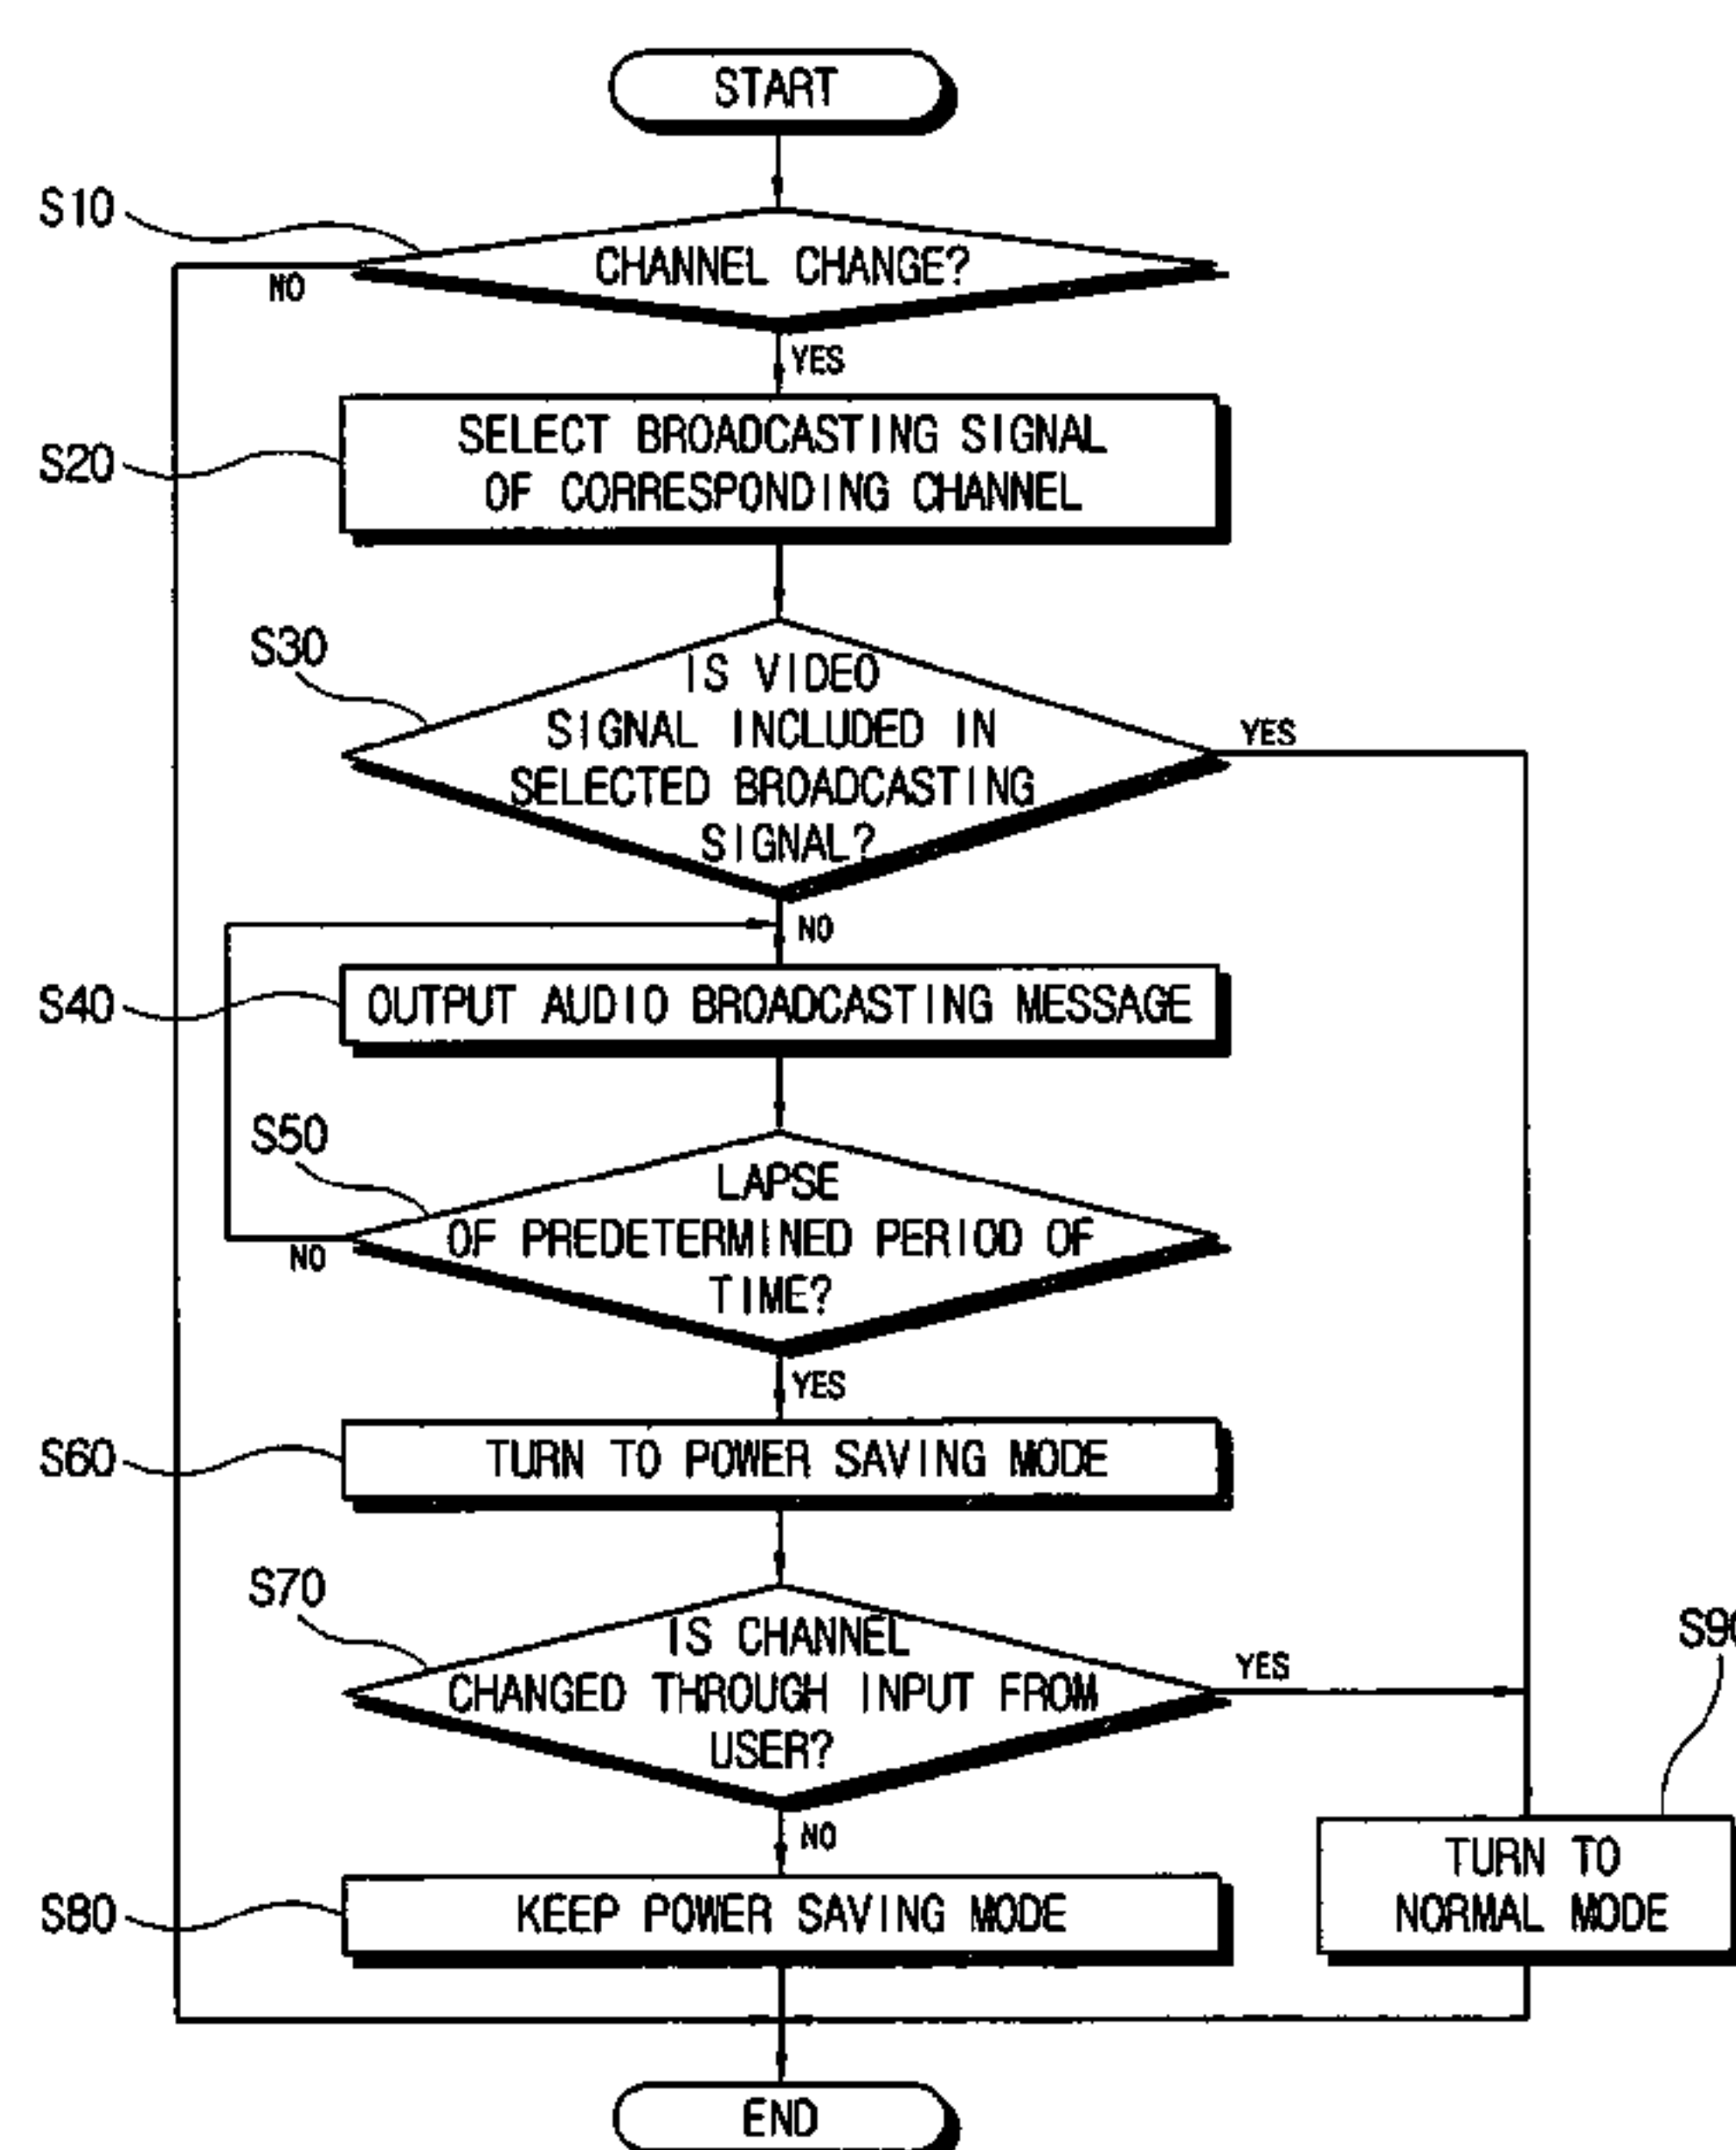 START
S10
CHANNEL CHANGE?
NO
YES
S20
SELECT BROADCASTING SIGNAL
OF CORRESPONDING CHANNEL
S30
IS VIDEO
SIGNAL INCLUDED IN
SELECTED BROADCASTING
SIGNAL?
YES
NO
S40
OUTPUT AUDIO BROADCASTING MESSAGE
S50
LAPSE
OF PREDETERMINED PERIOD OF
TIME?
NO
YES
S60
TURN TO POWER SAVING MODE
S70
IS CHANNEL
CHANGED THROUGH INPUT FROM
USER?
YES
S90
NO
TURN TO
NORMAL MODE
S80
KEEP POWER SAVING MODE
END